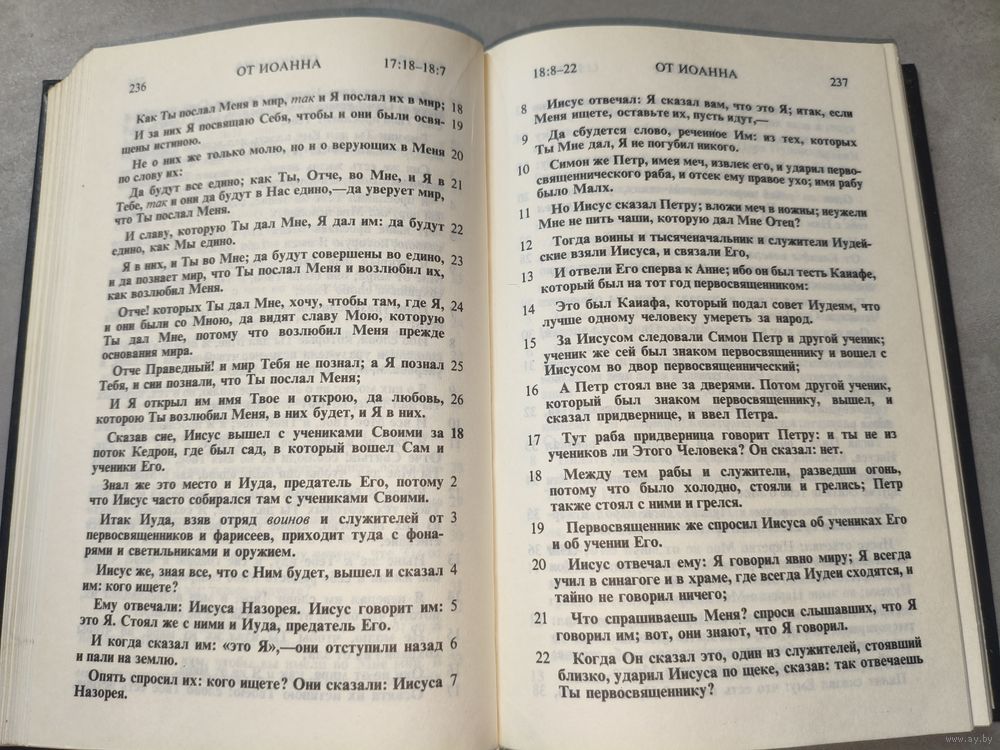 236
ОТ ИОАННА
17:18–18:7
Как Ты послал Меня в мир, так и Я послал их в мир; 18
И за них Я посвящаю Себя, чтобы и они были освя- 19
щены истиною.
Не о них же только молю, но и о верующих в Меня 20
по слову их:
Да будут все едино; как Ты, Отче, во Мне, и Я в 21
Тебе, так и они да будут в Нас едино,—да уверует мир,
что Ты послал Меня.
И славу, которую Ты дал Мне, Я дал им: да будут 22
едино, как Мы едино.
Я в них, и Ты во Мне; да будут совершены во едино, 23
и да познает мир, что Ты послал Меня и возлюбил их,
как возлюбил Меня.
Отче! которых Ты дал Мне, хочу, чтобы там, где Я, 24
и они были со Мною, да видят славу Мою, которую
Ты дал Мне, потому что возлюбил Меня прежде
основания мира.
Отче Праведный! и мир Тебя не познал; а Я познал 25
Тебя, и сии познали, что Ты послал Меня;
И Я открыл им имя Твое и открою, да любовь, 26
которою Ты возлюбил Меня, в них будет, и Я в них.
Сказав сие, Иисус вышел с учениками Своими за 18
поток Кедрон, где был сад, в который вошел Сам и
ученики Его.
Знал же это место и Иуда, предатель Его, потому 2
что Иисус часто собирался там с учениками Своими.
Итак Иуда, взяв отряд воинов и служителей от 3
первосвященников и фарисеев, приходит туда с фона-
рями и светильниками и оружием.
Иисус же, зная все, что с Ним будет, вышел и сказал 4
им: кого ищете?
Ему отвечали: Иисуса Назорея. Иисус говорит им: 5
это Я. Стоял же с ними и Иуда, предатель Его.
И когда сказал им: «это Я»,—они отступили назад 6
и пали на землю.
Опять спросил их: кого ищете? Они сказали: Иисуса 7
Назорея.
18:8–22
ОТ ИОАННА
237
8 Иисус отвечал: Я сказал вам, что это Я; итак, если
Меня ищете, оставьте их, пусть идут,—
9 Да сбудется слово, реченное Им: из тех, которых
Ты Мне дал, Я не погубил никого.
10 Симон же Петр, имея меч, извлек его, и ударил перво-
священнического раба, и отсек ему правое ухо; имя рабу
было Малх.
11 Но Иисус сказал Петру; вложи меч в ножны; неужели
Мне не пить чаши, которую дал Мне Отец?
12 Тогда воины и тысяченачальник и служители Иудей-
ские взяли Иисуса, и связали Его,
13 И отвели Его сперва к Анне; ибо он был тесть Каиафе,
который был на тот год первосвященником:
14 Это был Каиафа, который подал совет Иудеям, что
лучше одному человеку умереть за народ.
15 За Иисусом следовали Симон Петр и другой ученик;
ученик же сей был знаком первосвященнику и вошел с
Иисусом во двор первосвященнический;
16 А Петр стоял вне за дверями. Потом другой ученик,
который был знаком первосвященнику, вышел, и
сказал придвернице, и ввел Петра.
17 Тут раба придверница говорит Петру: и ты не из
учеников ли Этого Человека? Он сказал: нет.
18 Между тем рабы и служители, разведши огонь,
потому что было холодно, стояли и грелись; Петр
также стоял с ними и грелся.
19 Первосвященник же спросил Иисуса об учениках Его
и об учении Его.
20 Иисус отвечал ему: Я говорил явно миру; Я всегда
учил в синагоге и в храме, где всегда Иудеи сходятся, и
тайно не говорил ничего;
21 Что спрашиваешь Меня? спроси слышавших, что Я
говорил им; вот, они знают, что Я говорил.
22 Когда Он сказал это, один из служителей, стоявший
близко, ударил Иисуса по щеке, сказав: так отвечаешь
Ты первосвященнику?
www.ay.by